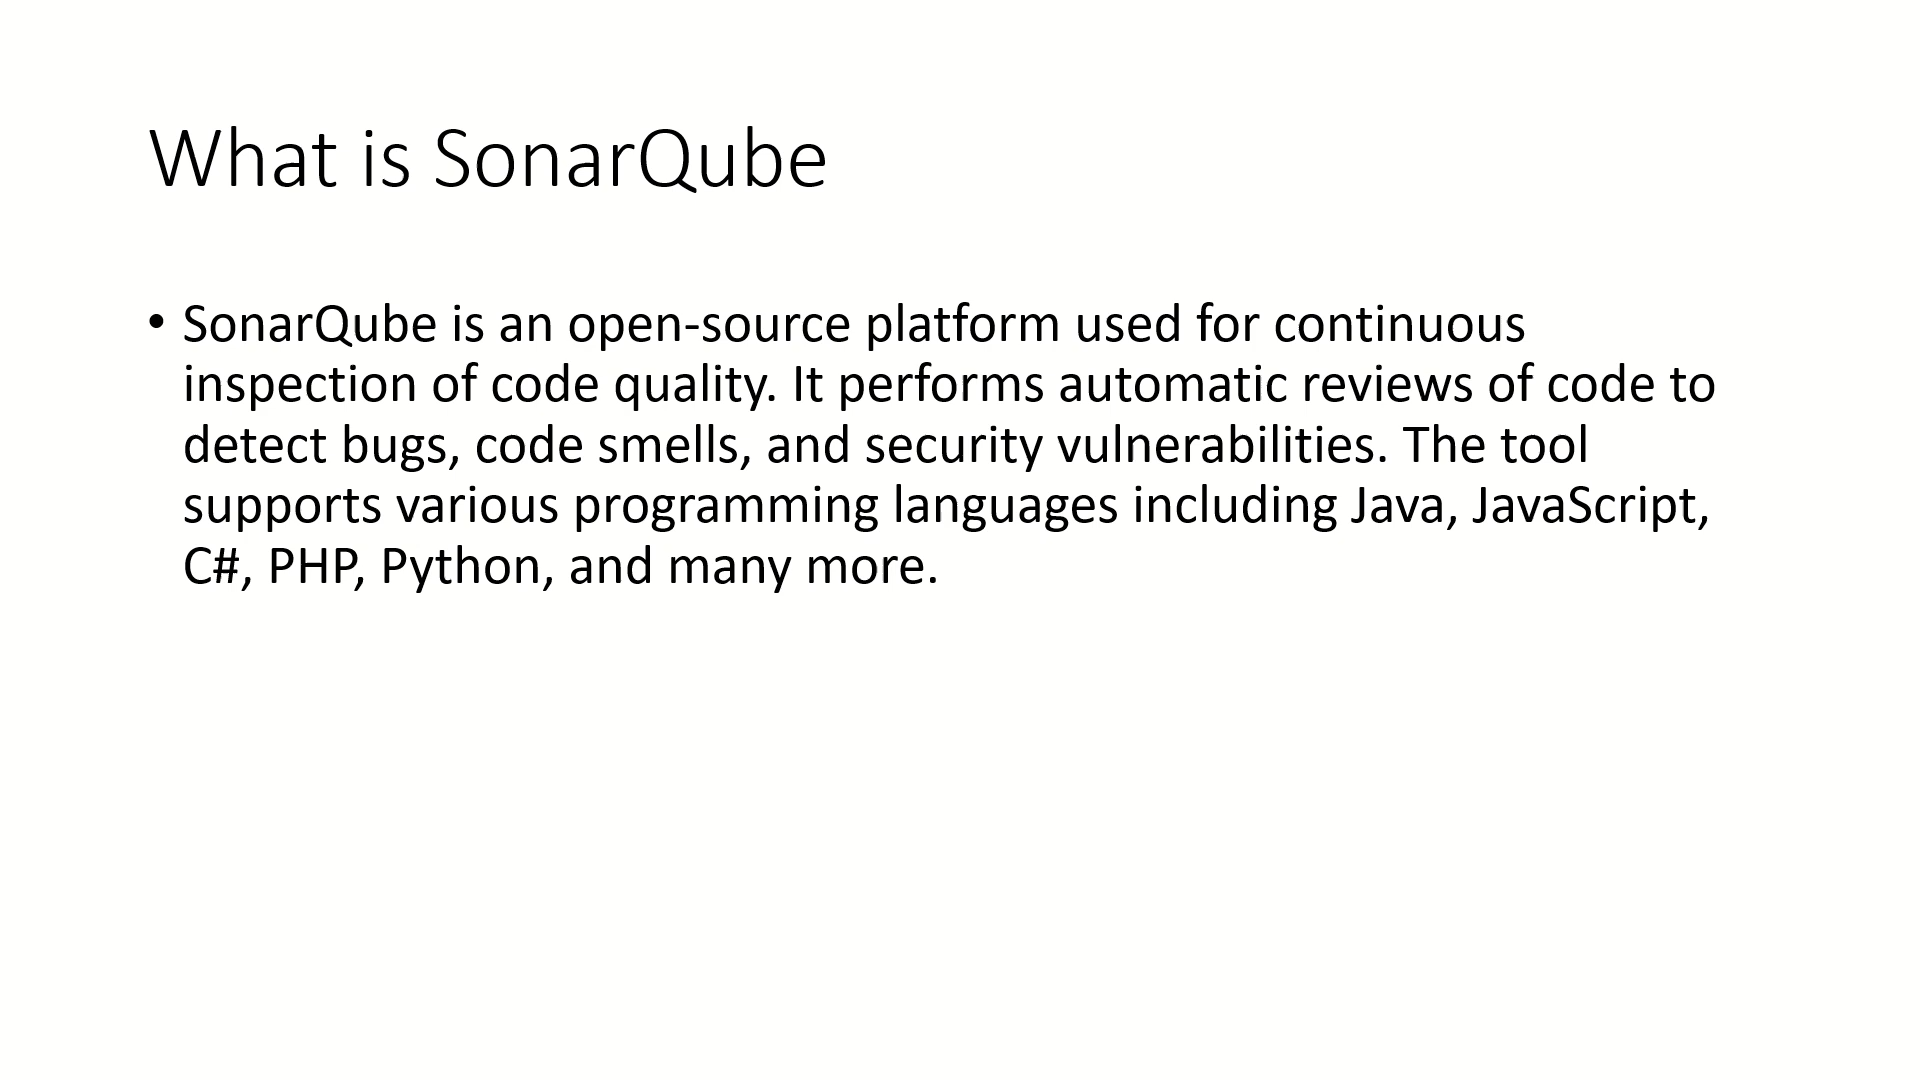 What is SonarQube
• SonarQube is an open-source platform used for continuous
inspection of code quality. It performs automatic reviews of code to
detect bugs, code smells, and security vulnerabilities. The tool
supports various programming languages including Java, JavaScript,
C#, PHP, Python, and many more.